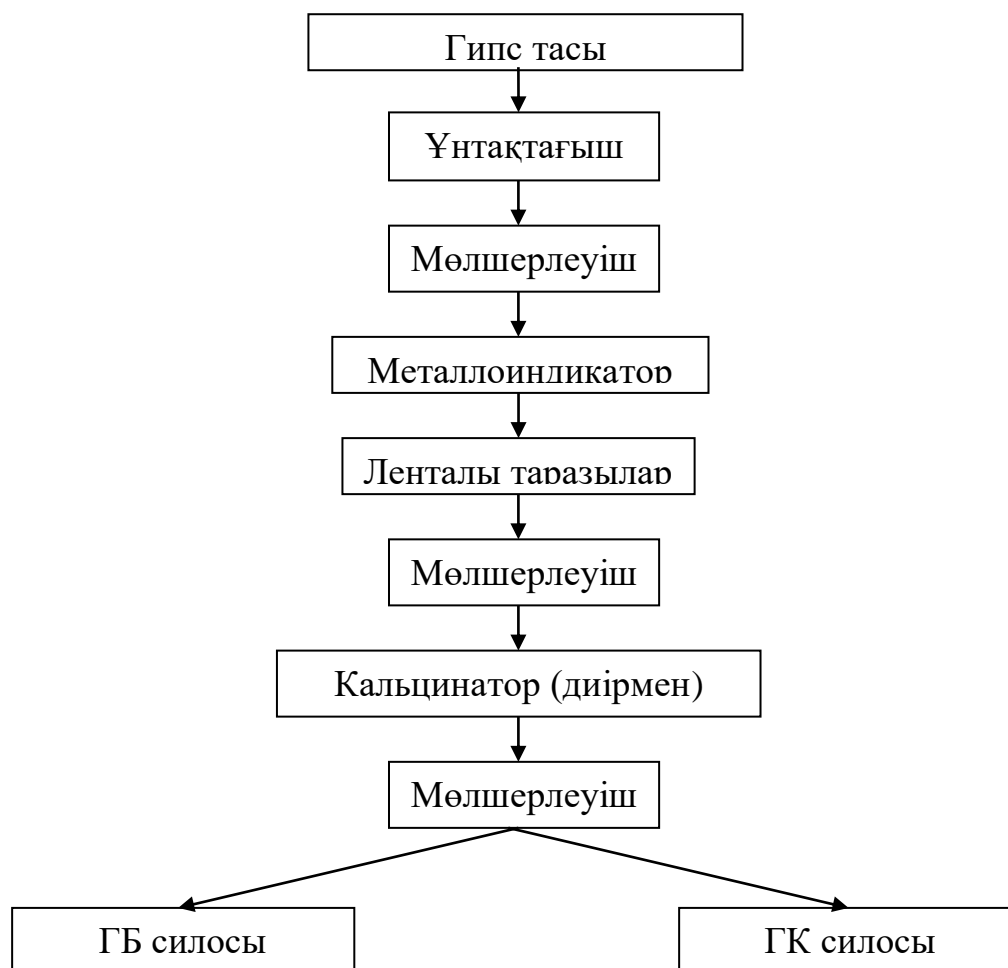 Гипс тасы
Ұнтақтағыш
Мөлшерлеуіш
Металлоиндикатор
Ленталы таразылар
Мөлшерлеуіш
Кальцинатор (диірмен)
Мөлшерлеуіш
ГБ силосы
ГК силосы